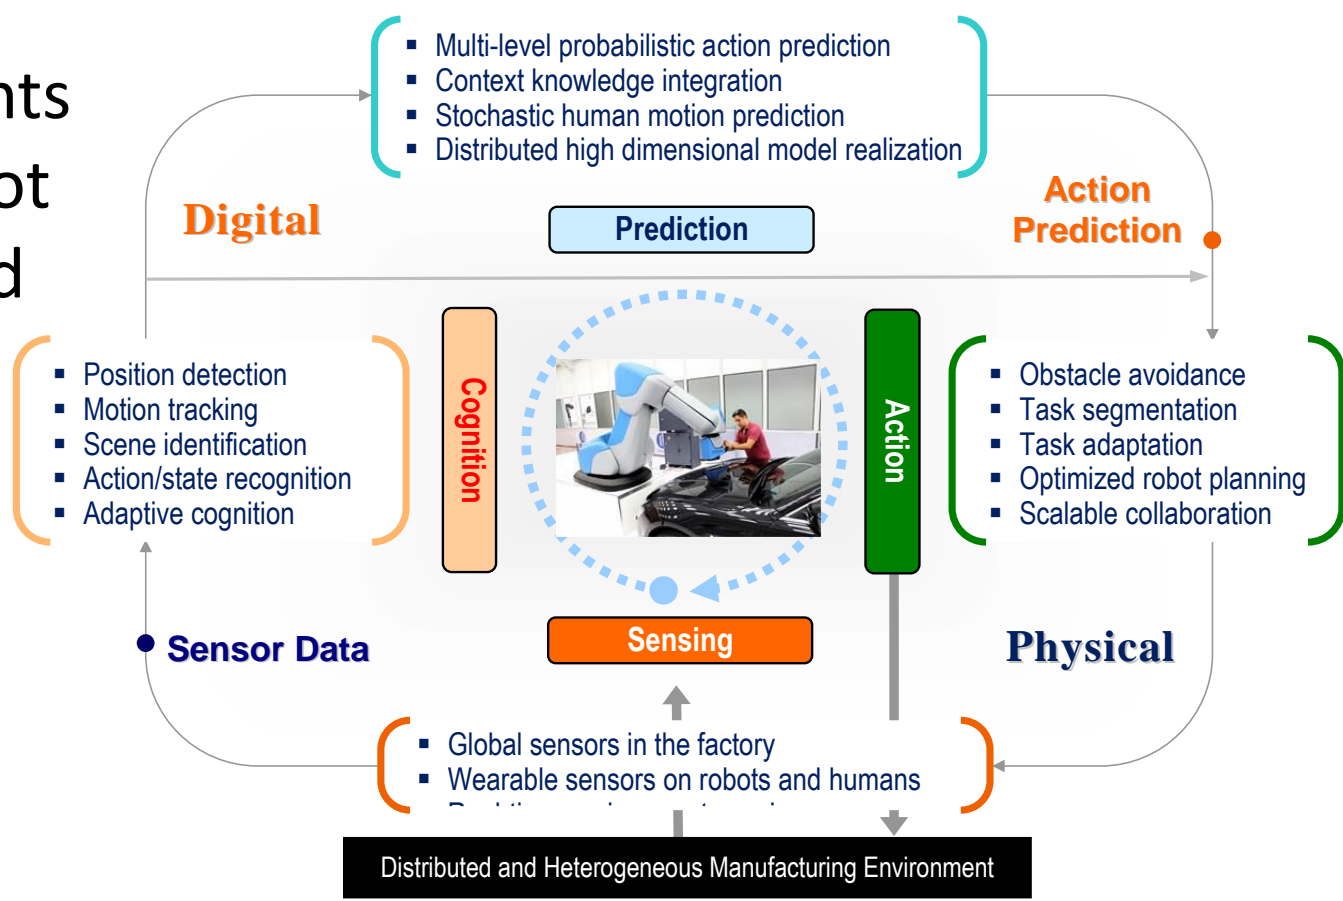 nts
ot
d
▪ Multi-level probabilistic action prediction
▪ Context knowledge integration
▪ Stochastic human motion prediction
▪ Distributed high dimensional model realization
Digital
Prediction
Action
Prediction
▪ Position detection
▪ Motion tracking
▪ Scene identification
▪ Action/state recognition
▪ Adaptive cognition
Cognition
Action
▪ Obstacle avoidance
▪ Task segmentation
▪ Task adaptation
▪ Optimized robot planning
▪ Scalable collaboration
Sensor Data
Sensing
Physical
▪ Global sensors in the factory
▪ Wearable sensors on robots and humans
Distributed and Heterogeneous Manufacturing Environment